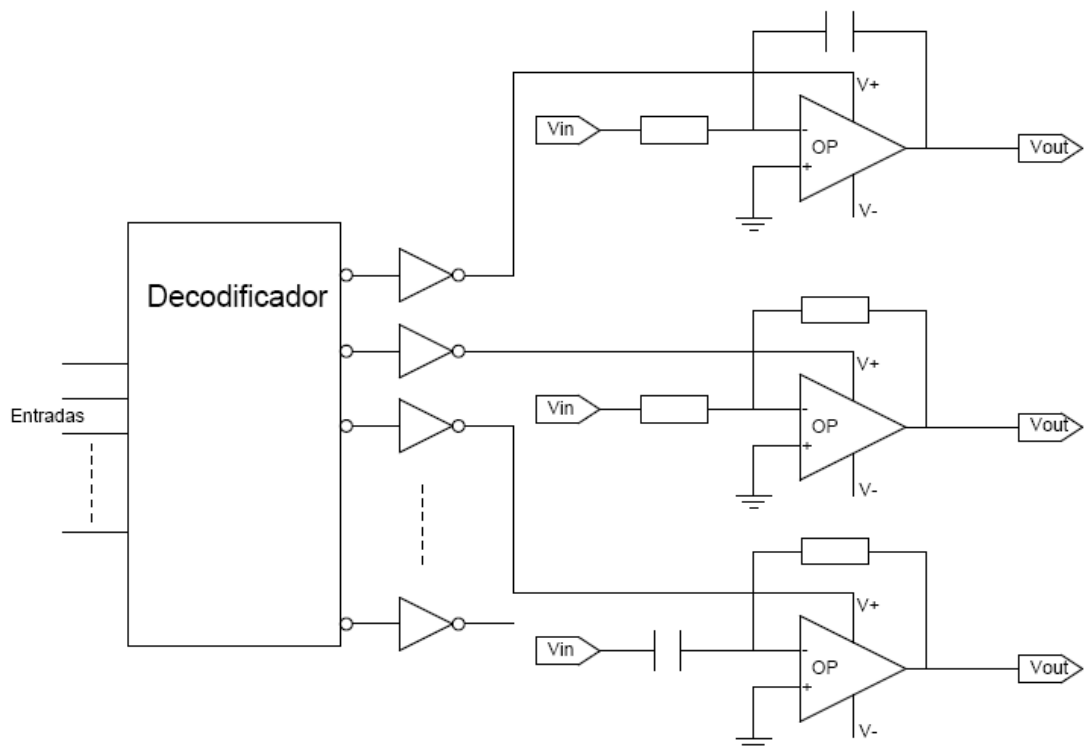 V+
Vin
-
OP
+
Vout
V-
Decodificador
Entradas
V+
Vin
-
OP
+
Vout
V-
V+
Vin
-
OP
+
Vout
V-